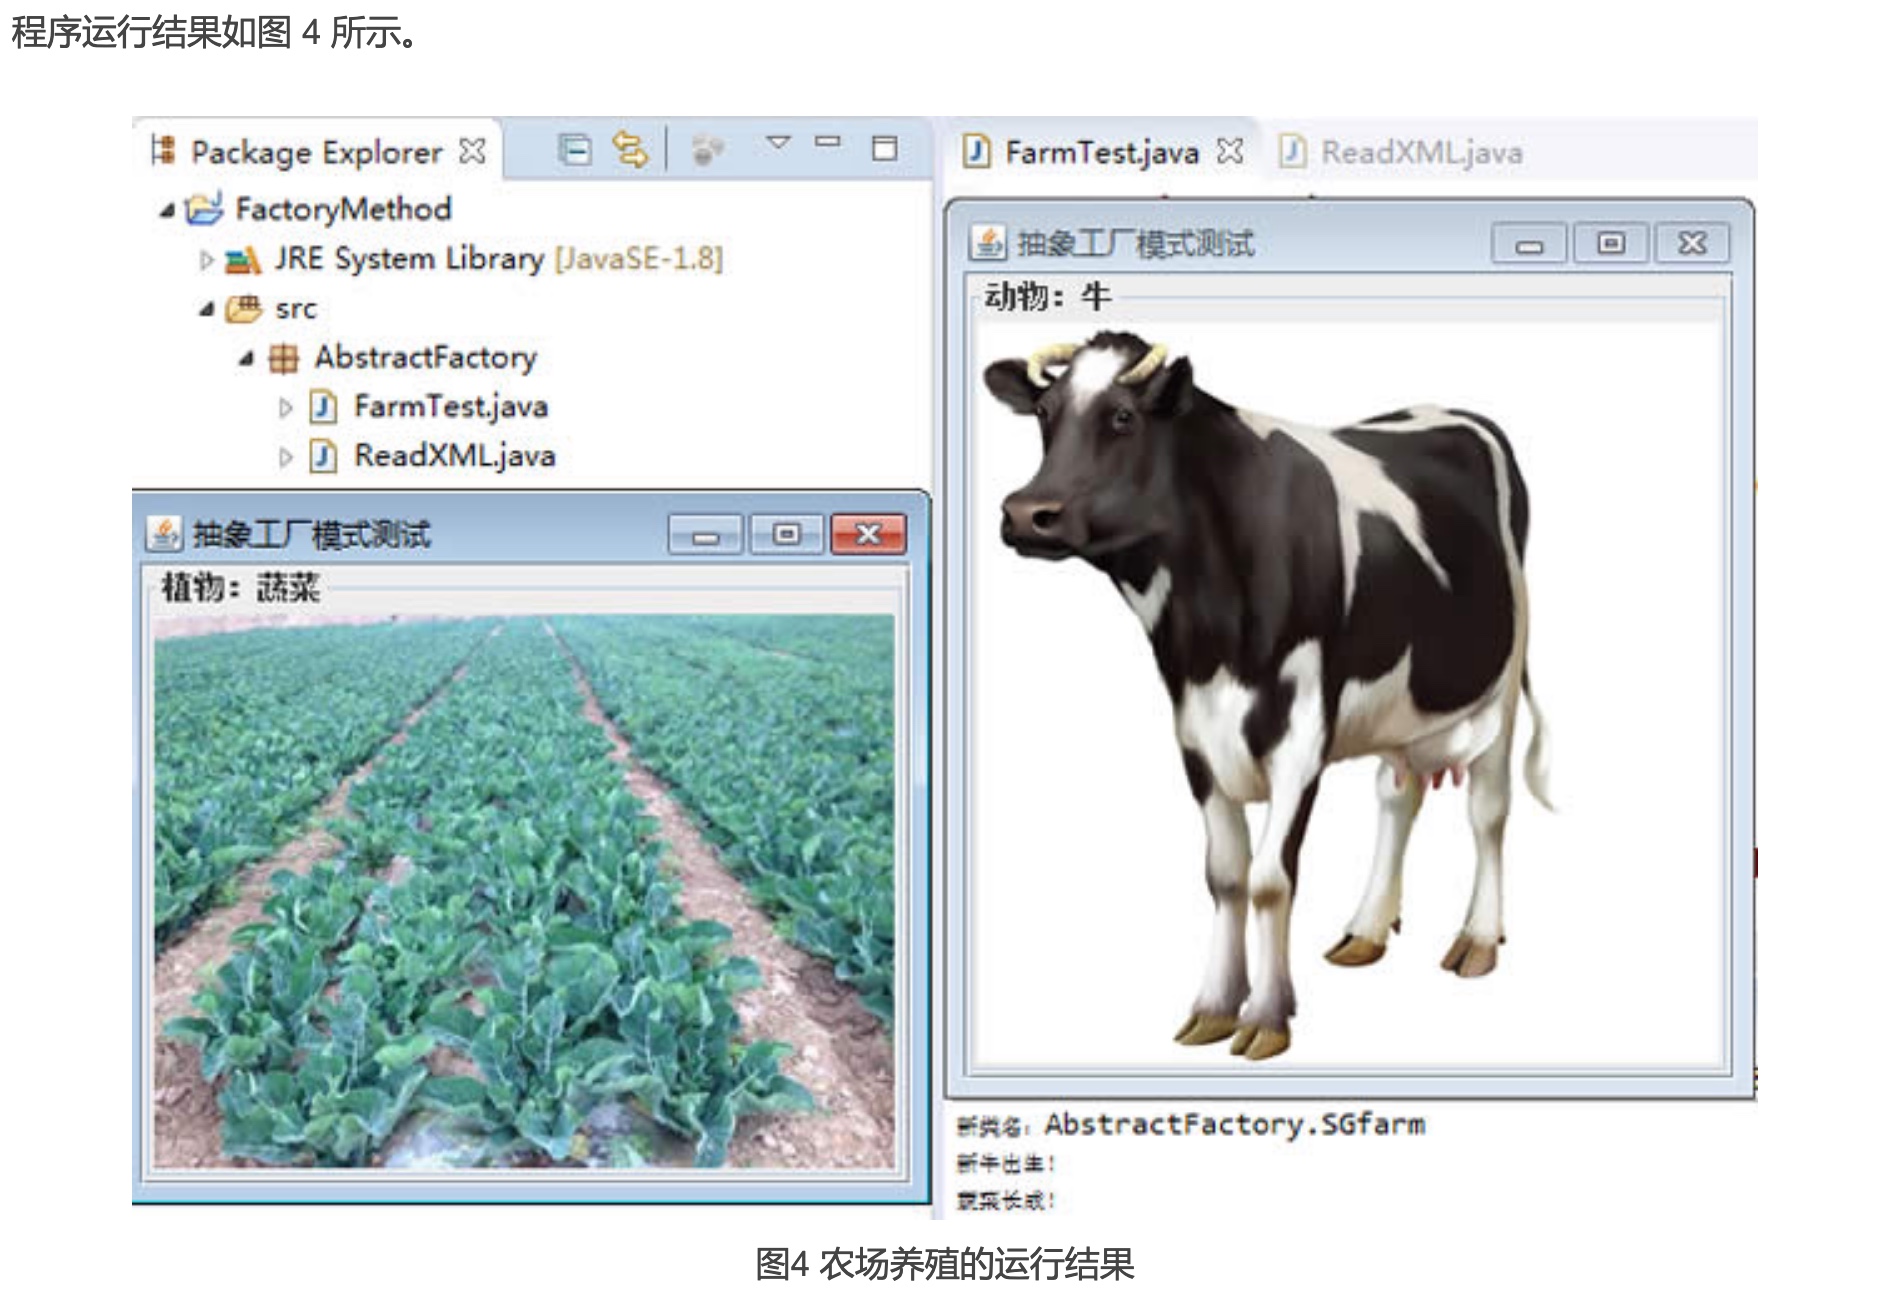 程序运行结果如图 4 所示。
Package Explorer
FactoryMethod
JRE System Library [JavaSE-1.8]
src
AbstractFactory
FarmTest.java
ReadXML.java
抽象工厂模式测试
植物：蔬菜
FarmTest.java
ReadXML.java
抽象工厂模式测试
动物：牛
新类名：AbstractFactory.SGfarm
新牛出生！
蔬菜长成！
图4 农场养殖的运行结果